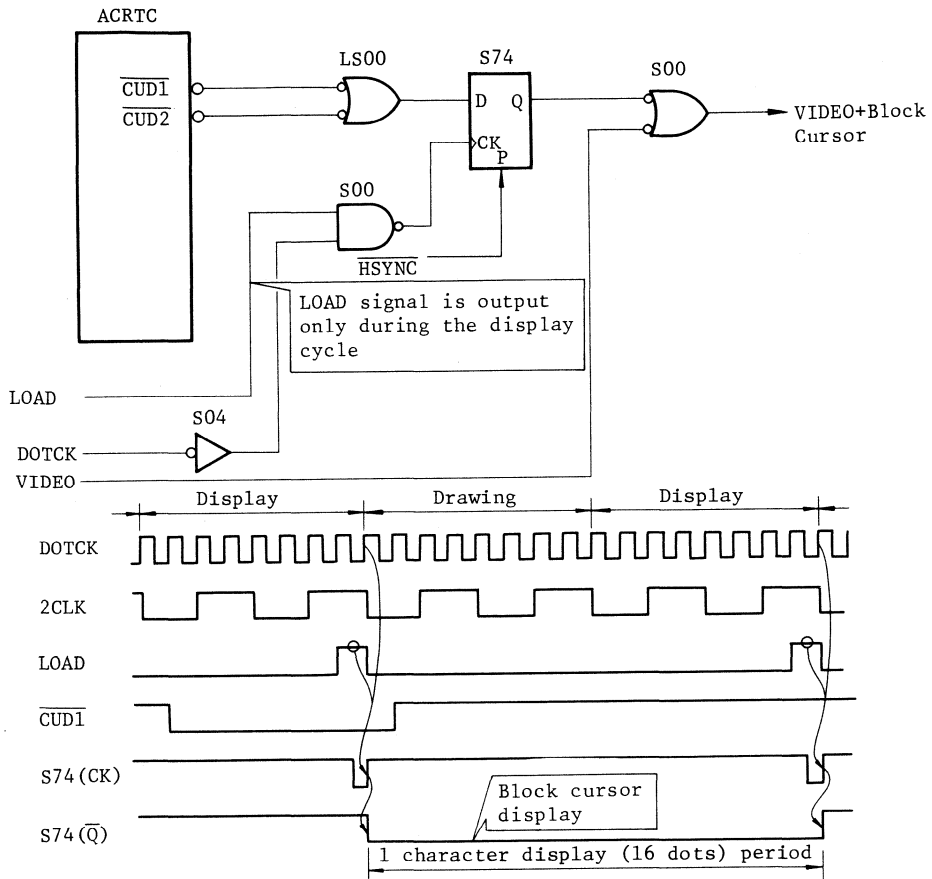 ACRTC
CUD1
CUD2
LS00
S74
D Q
CK
P
S00
VIDEO+Block
Cursor
S00
HSYNC
LOAD signal is output
only during the display
cycle
LOAD
S04
DOTCK
VIDEO
Display Drawing Display
DOTCK
2CLK
LOAD
CUD1
S74(CK)
Block cursor
display
S74(Q̅)
1 character display (16 dots) period